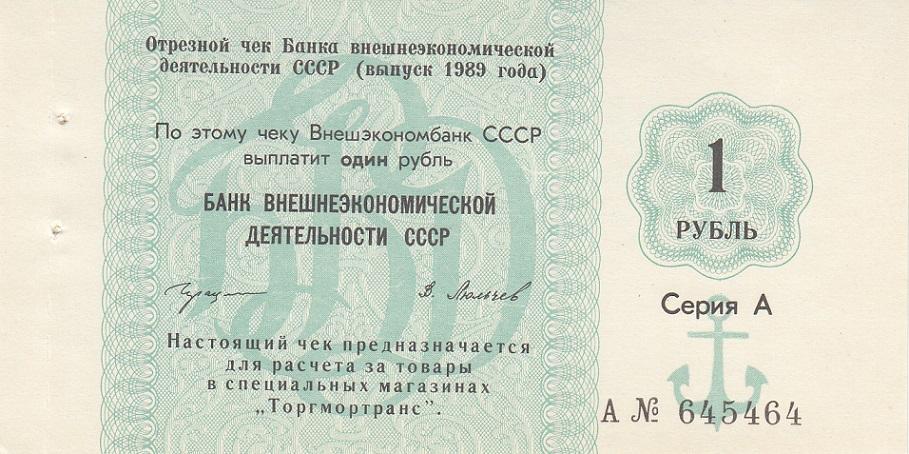 Отрезной чек Банка внешнеэкономической
деятельности СССР (выпуск 1989 года)
По этому чеку Внешэкономбанк СССР
выплатит один рубль
БАНК ВНЕШНЕЭКОНОМИЧЕСКОЙ
ДЕЯТЕЛЬНОСТИ СССР
В. Люльчев
Настоящий чек предназначается
для расчета за товары
в специальных магазинах
„Торгмортранс".
1
РУБЛЬ
Серия А
А № 645464